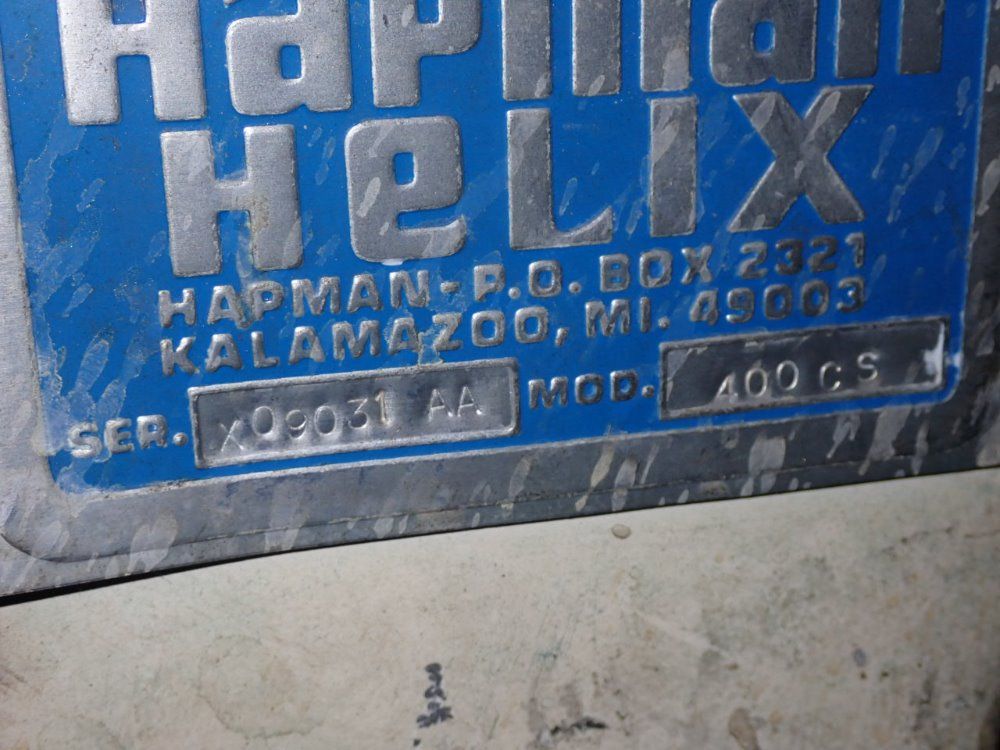 Hapman
HeLIX
HAPMAN-P.O. BOX 2321
KALAMAZOO, MI. 49003
SER. X09031 AA MOD. 400 CS